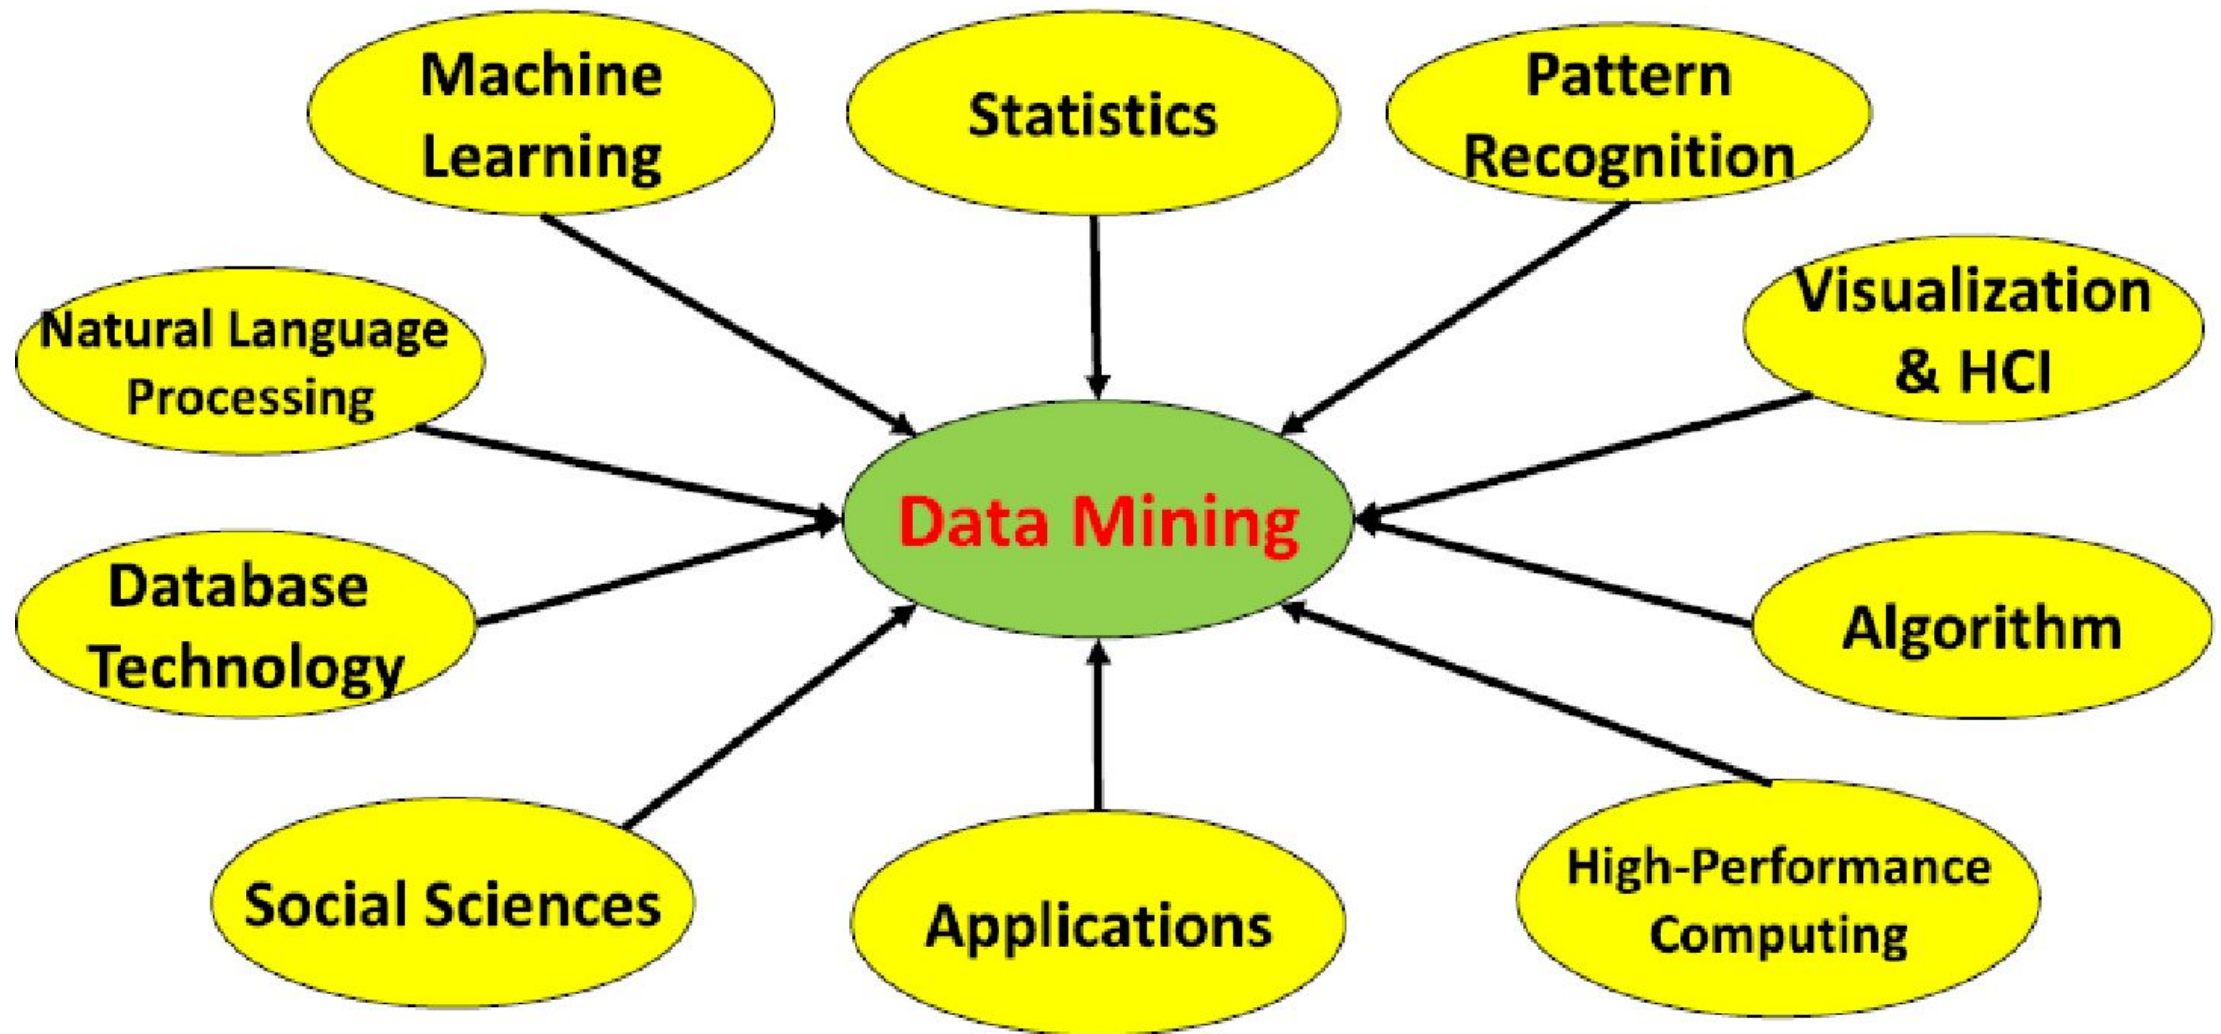 Machine
Learning
Statistics
Pattern
Recognition
Natural Language
Processing
Visualization
& HCI
Data Mining
Database
Technology
Algorithm
Social Sciences
Applications
High-Performance
Computing